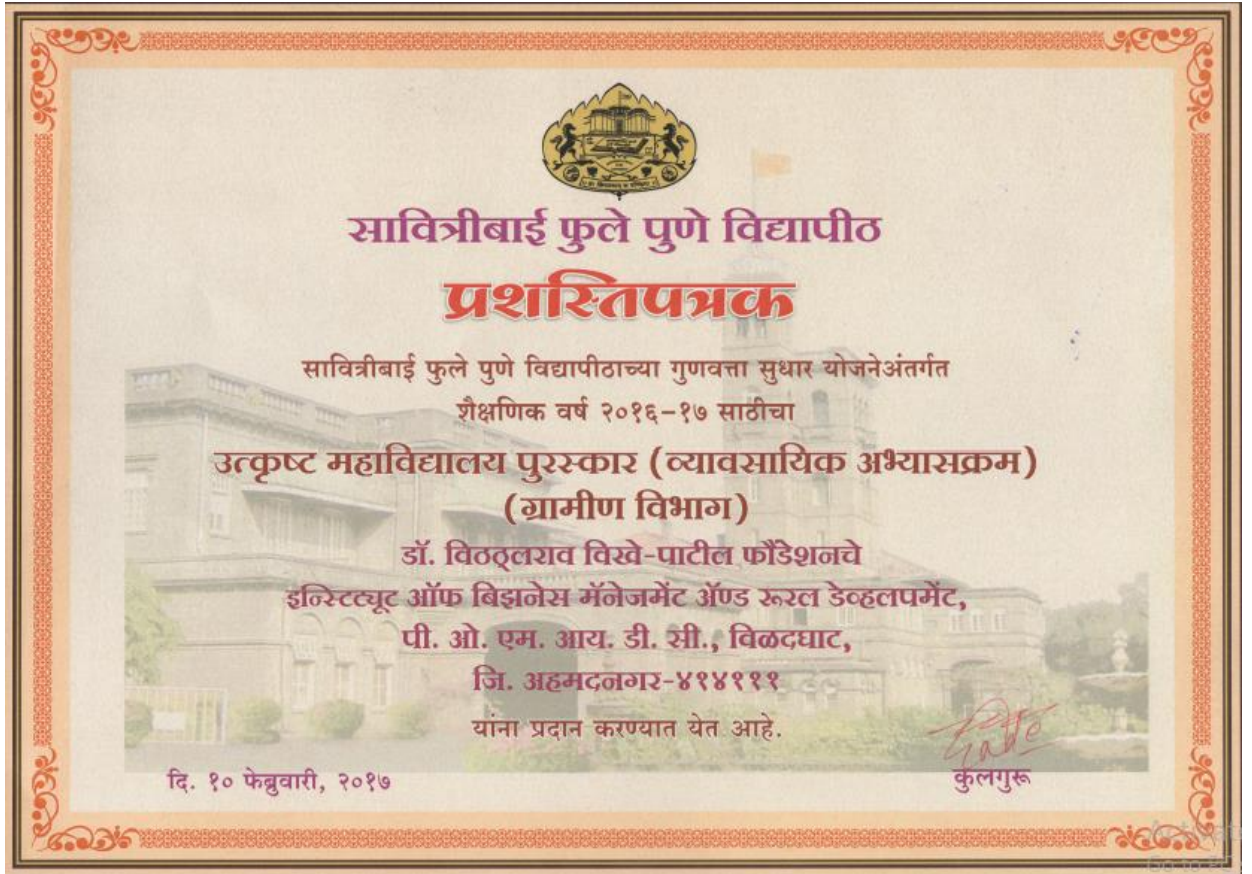 सावित्रीबाई फुले पुणे विद्यापीठ
प्रशस्तिपत्रक
सावित्रीबाई फुले पुणे विद्यापीठाच्या गुणवत्ता सुधार योजनेअंतर्गत
शैक्षणिक वर्ष २०१६-१७ साठीचा
उत्कृष्ट महाविद्यालय पुरस्कार (व्यावसायिक अभ्यासक्रम)
(ग्रामीण विभाग)
डॉ. विठठ्लराव विखे-पाटील फौंडेशनचे
इन्स्टिट्यूट ऑफ बिझनेस मॅनेजमेंट ॲण्ड रूरल डेव्हलपमेंट,
पी. ओ. एम. आय. डी. सी., विळदघाट,
जि. अहमदनगर-४१४१११
यांना प्रदान करण्यात येत आहे.
दि. १० फेब्रुवारी, २०१७
कुलगुरू